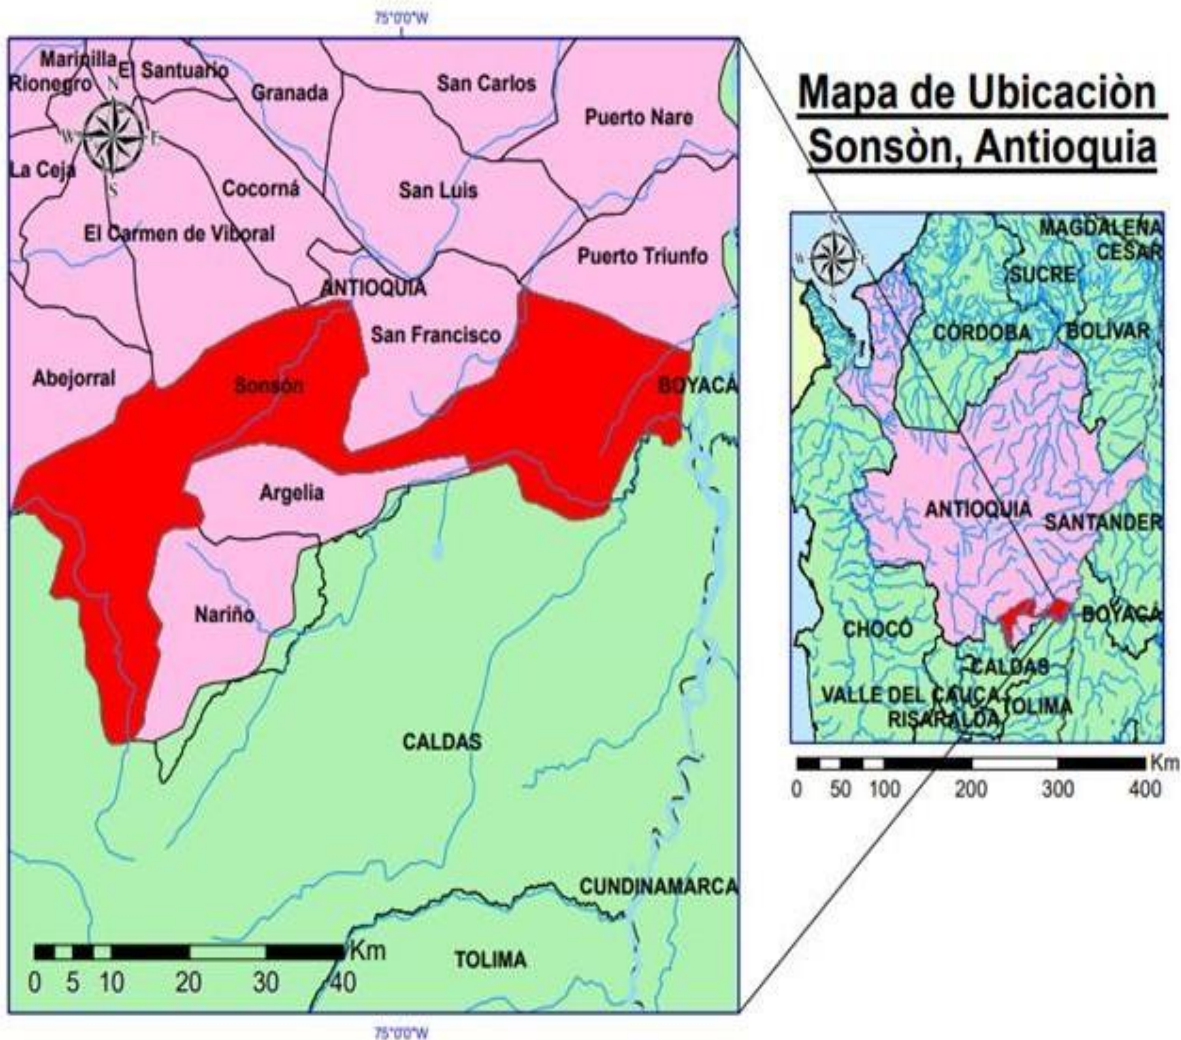 75°0'0"W
Marinilla
El Santuario
Rionegro
Granada
San Carlos
Puerto Nare
N
W
E
S
La Ceja
Cocorná
San Luis
El Carmen de Viboral
Puerto Triunfo
ANTIOQUIA
San Francisco
Abejorral
Sonsón
BOYACÁ
Argelia
Nariño
CALDAS
CUNDINAMARCA
TOLIMA
Km
0 5 10 20 30 40
75°0'0"W
Mapa de Ubicaciòn
Sonsòn, Antioquia
MAGDALENA
CESAR
W
E
S
SUCRE
CÓRDOBA
BOLÍVAR
ANTIOQUIA
SANTANDER
BOYACÁ
CHOCÓ
CALDAS
VALLE DEL CAUCA
TOLIMA
RISARALDA
Km
0 50 100 200 300 400